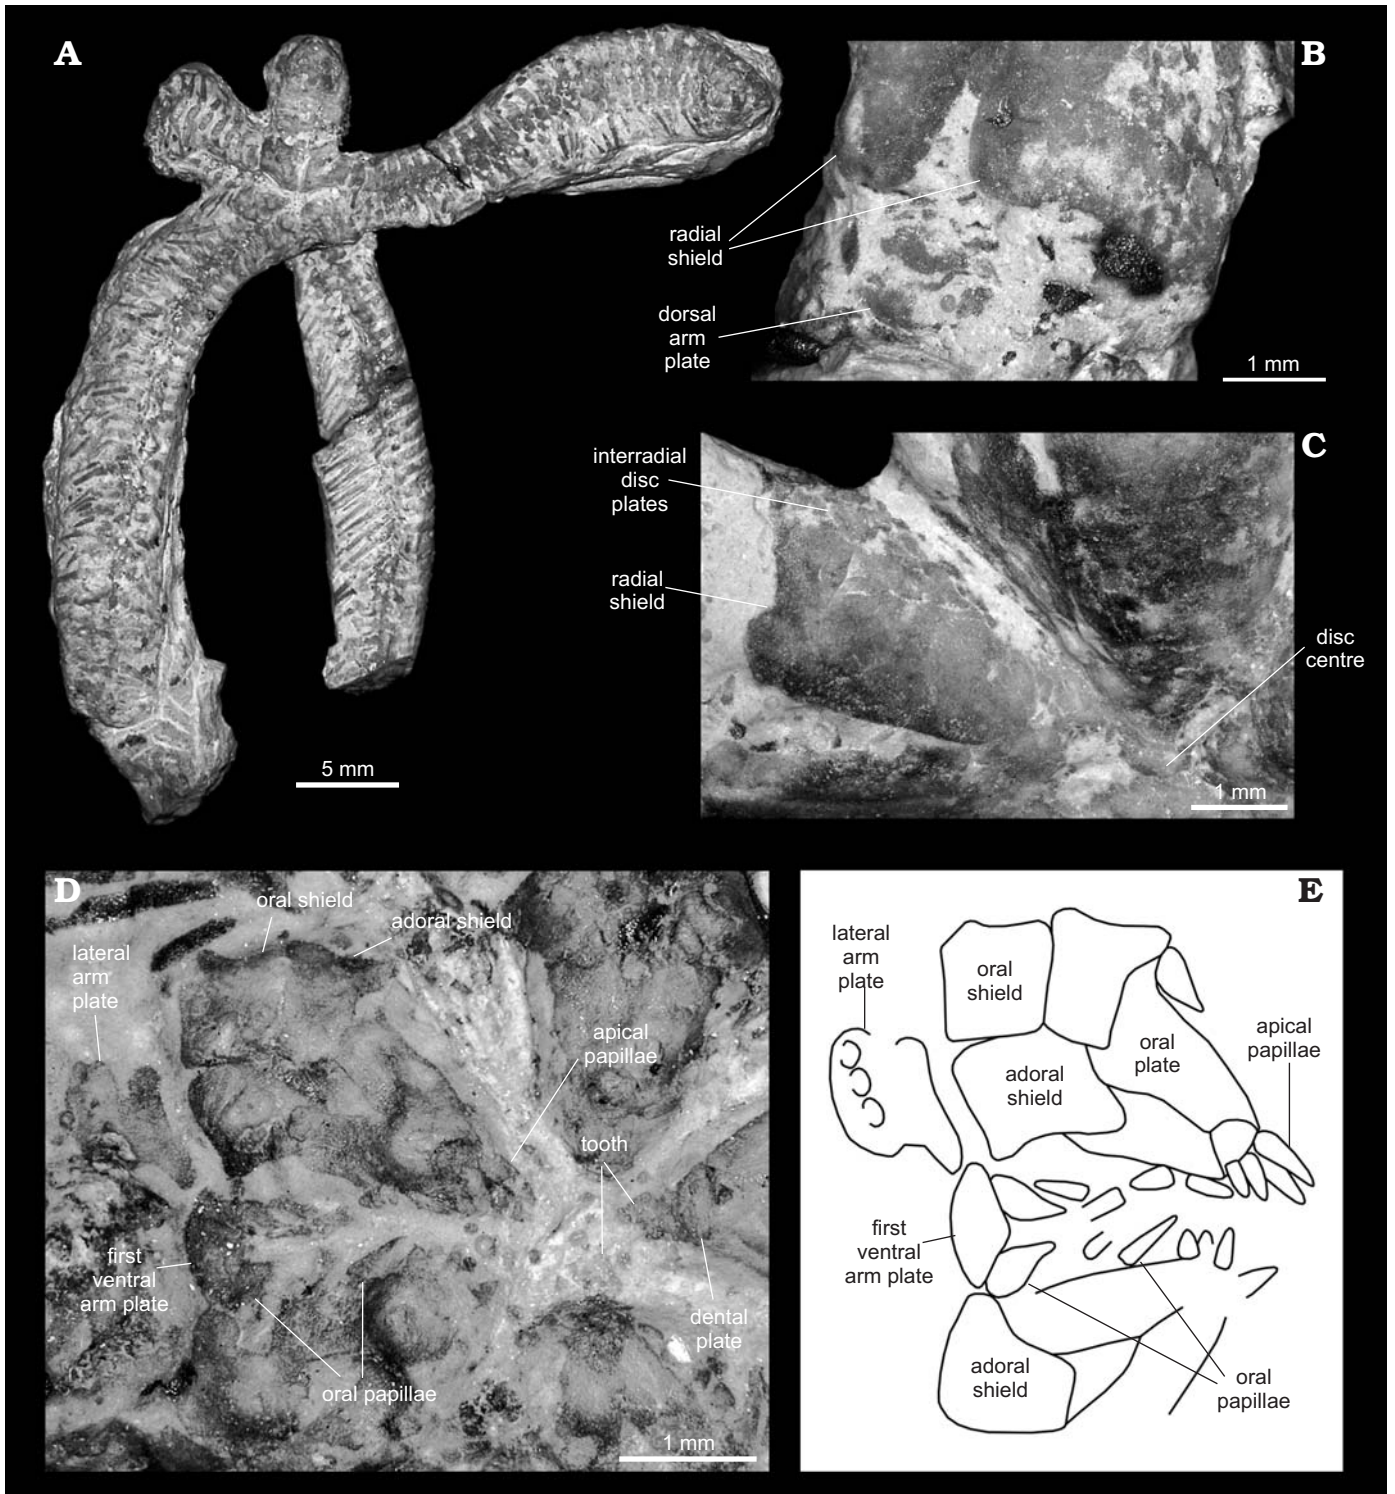 A
B
radial
shield
dorsal
arm
plate
1 mm
C
interradial
disc
plates
radial
shield
disc
centre
1 mm
5 mm
D
oral shield
adoral shield
lateral
arm
plate
apical
papillae
tooth
first
ventral
arm plate
dental
plate
oral papillae
1 mm
E
lateral
arm
plate
oral
shield
oral
plate
apical
papillae
adoral
shield
first
ventral
arm plate
adoral
shield
oral
papillae